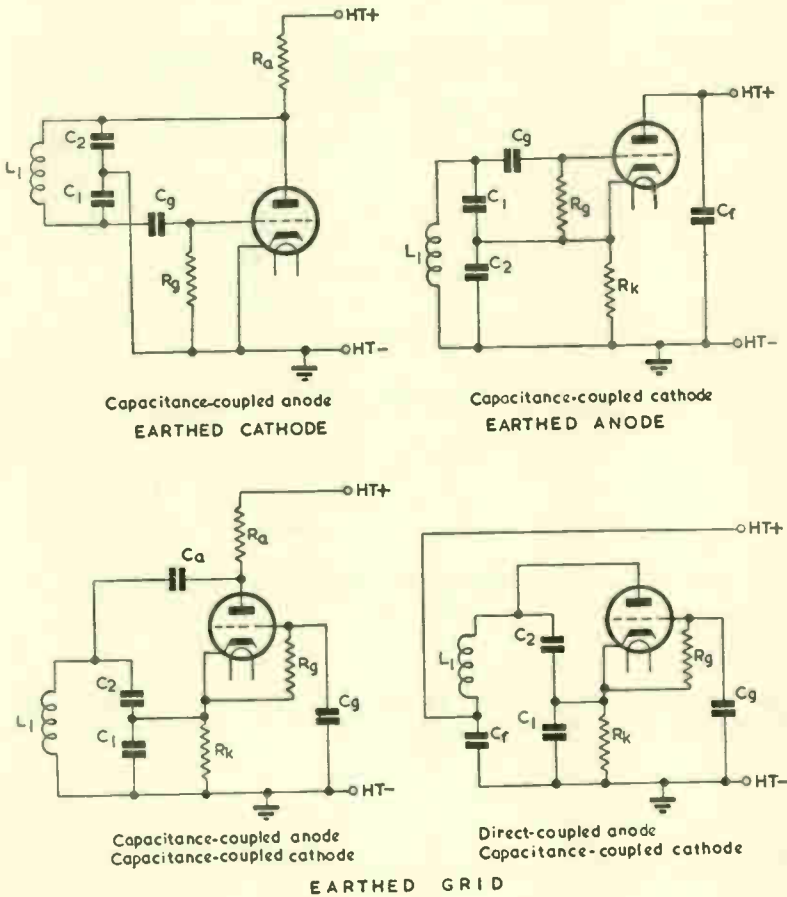 HT+
Ra
C2
L1
C1
Cg
Rg
HT-
Capacitance-coupled anode
EARTHED CATHODE
HT+
Cg
C1
Rg
L1
C2
Cf
Rk
HT-
Capacitance-coupled cathode
EARTHED ANODE
HT+
Ra
Ca
Rg
C2
L1
C1
Rk
Cg
HT-
Capacitance-coupled anode
Capacitance-coupled cathode
HT+
C2
L1
Rg
C1
Cf
Rk
Cg
HT-
Direct-coupled anode
Capacitance-coupled cathode
EARTHED GRID